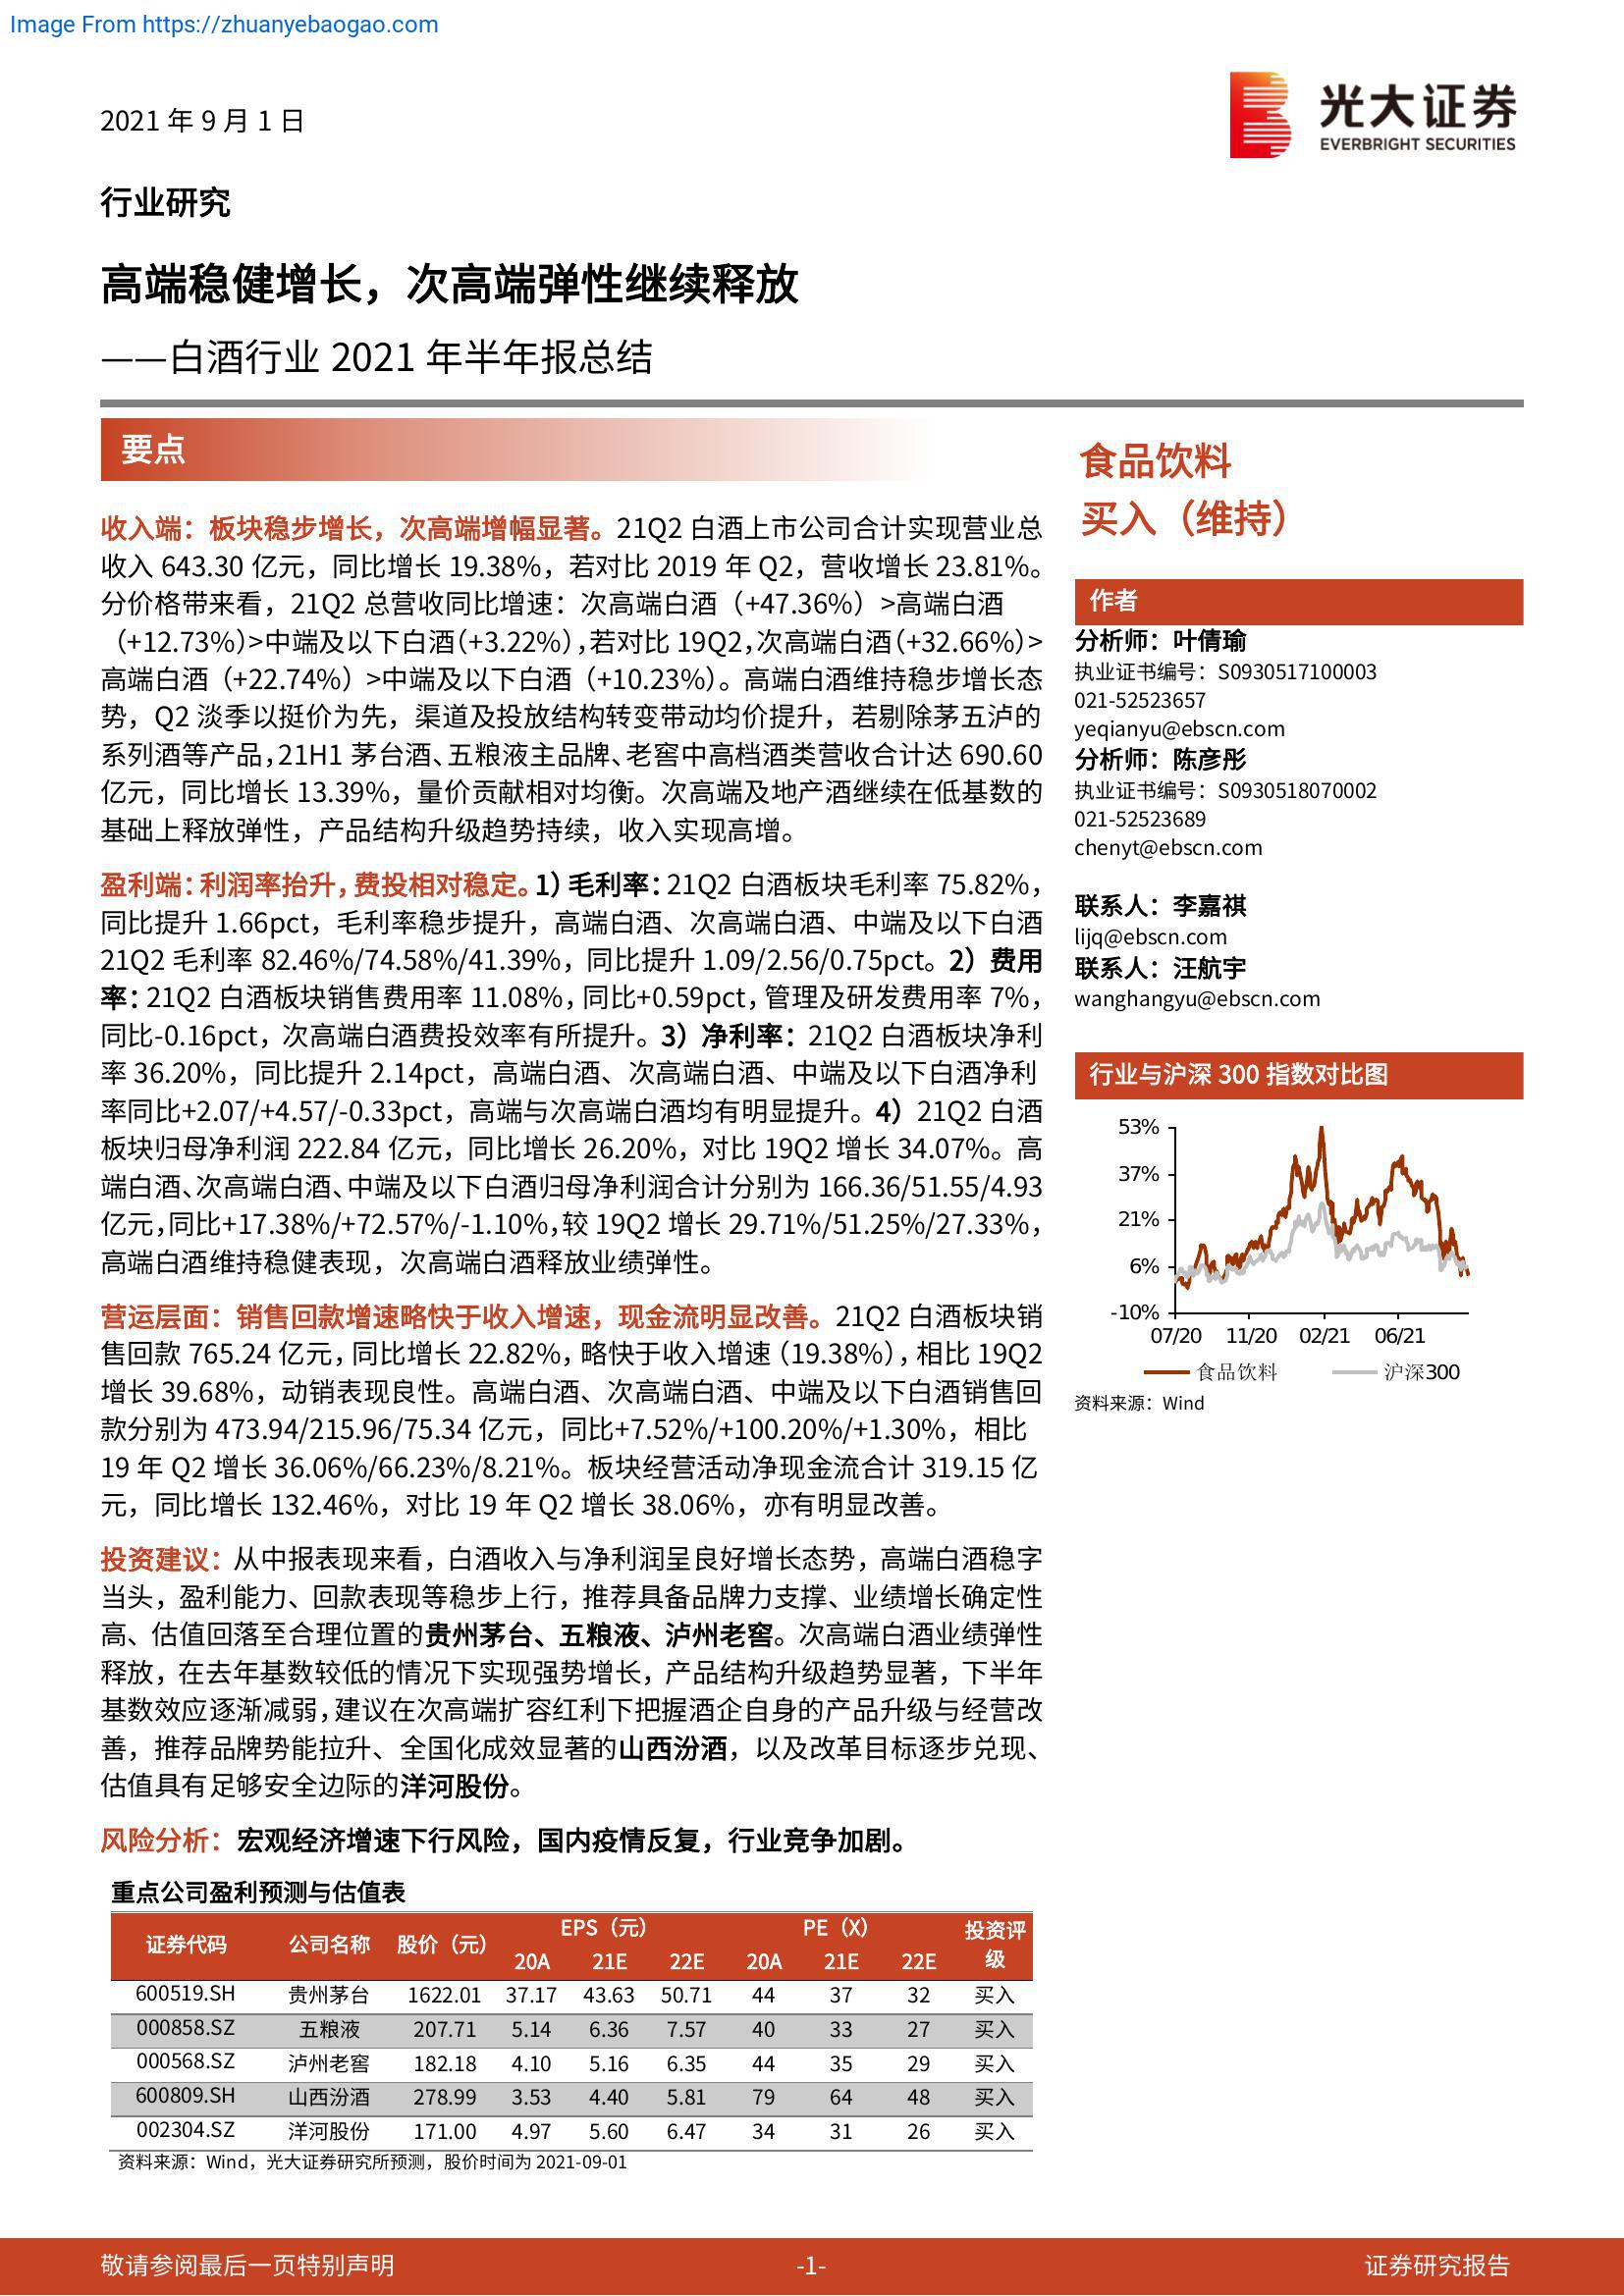 Image From https://zhuanyebaogao.com
2021 年 9 月 1 日
光大证券
EVERBRIGHT SECURITIES
行业研究
高端稳健增长，次高端弹性继续释放
——白酒行业 2021 年半年报总结
要点
收入端：板块稳步增长，次高端增幅显著。21Q2 白酒上市公司合计实现营业总
收入 643.30 亿元，同比增长 19.38%，若对比 2019 年 Q2，营收增长 23.81%。
分价格带来看，21Q2 总营收同比增速：次高端白酒（+47.36%）>高端白酒
（+12.73%）>中端及以下白酒（+3.22%），若对比 19Q2，次高端白酒（+32.66%）>
高端白酒（+22.74%）>中端及以下白酒（+10.23%）。高端白酒维持稳步增长态
势，Q2 淡季以挺价为先，渠道及投放结构转变带动均价提升，若剔除茅五泸的
系列酒等产品，21H1 茅台酒、五粮液主品牌、老窖中高档酒类营收合计达 690.60
亿元，同比增长 13.39%，量价贡献相对均衡。次高端及地产酒继续在低基数的
基础上释放弹性，产品结构升级趋势持续，收入实现高增。
盈利端：利润率抬升，费投相对稳定。1）毛利率：21Q2 白酒板块毛利率 75.82%，
同比提升 1.66pct，毛利率稳步提升，高端白酒、次高端白酒、中端及以下白酒
21Q2 毛利率 82.46%/74.58%/41.39%，同比提升 1.09/2.56/0.75pct。2）费用
率：21Q2 白酒板块销售费用率 11.08%，同比+0.59pct，管理及研发费用率 7%，
同比-0.16pct，次高端白酒费投效率有所提升。3）净利率：21Q2 白酒板块净利
率 36.20%，同比提升 2.14pct，高端白酒、次高端白酒、中端及以下白酒净利
率同比+2.07/+4.57/-0.33pct，高端与次高端白酒均有明显提升。4）21Q2 白酒
板块归母净利润 222.84 亿元，同比增长 26.20%，对比 19Q2 增长 34.07%。高
端白酒、次高端白酒、中端及以下白酒归母净利润合计分别为 166.36/51.55/4.93
亿元，同比+17.38%/+72.57%/-1.10%，较 19Q2 增长 29.71%/51.25%/27.33%，
高端白酒维持稳健表现，次高端白酒释放业绩弹性。
营运层面：销售回款增速略快于收入增速，现金流明显改善。21Q2 白酒板块销
售回款 765.24 亿元，同比增长 22.82%，略快于收入增速（19.38%），相比 19Q2
增长 39.68%，动销表现良性。高端白酒、次高端白酒、中端及以下白酒销售回
款分别为 473.94/215.96/75.34 亿元，同比+7.52%/+100.20%/+1.30%，相比
19 年 Q2 增长 36.06%/66.23%/8.21%。板块经营活动净现金流合计 319.15 亿
元，同比增长 132.46%，对比 19 年 Q2 增长 38.06%，亦有明显改善。
投资建议：从中报表现来看，白酒收入与净利润呈良好增长态势，高端白酒稳字
当头，盈利能力、回款表现等稳步上行，推荐具备品牌力支撑、业绩增长确定性
高、估值回落至合理位置的贵州茅台、五粮液、泸州老窖。次高端白酒业绩弹性
释放，在去年基数较低的情况下实现强势增长，产品结构升级趋势显著，下半年
基数效应逐渐减弱，建议在次高端扩容红利下把握酒企自身的产品升级与经营改
善，推荐品牌势能拉升、全国化成效显著的山西汾酒，以及改革目标逐步兑现、
估值具有足够安全边际的洋河股份。
风险分析：宏观经济增速下行风险，国内疫情反复，行业竞争加剧。
重点公司盈利预测与估值表
证券代码 公司名称 股价（元） EPS（元） PE（X） 投资评级
20A 21E 22E 20A 21E 22E
600519.SH 贵州茅台 1622.01 37.17 43.63 50.71 44 37 32 买入
000858.SZ 五粮液 207.71 5.14 6.36 7.57 40 33 27 买入
000568.SZ 泸州老窖 182.18 4.10 5.16 6.35 44 35 29 买入
600809.SH 山西汾酒 278.99 3.53 4.40 5.81 79 64 48 买入
002304.SZ 洋河股份 171.00 4.97 5.60 6.47 34 31 26 买入
资料来源：Wind，光大证券研究所预测，股价时间为 2021-09-01
食品饮料
买入（维持）
作者
分析师：叶倩瑜
执业证书编号：S0930517100003
021-52523657
yeqianyu@ebscn.com
分析师：陈彦彤
执业证书编号：S0930518070002
021-52523689
chenyt@ebscn.com
联系人：李嘉祺
lijq@ebscn.com
联系人：汪航宇
wanghangyu@ebscn.com
行业与沪深 300 指数对比图
53%
37%
21%
6%
-10%
07/20 11/20 02/21 06/21
食品饮料 沪深300
资料来源：Wind
敬请参阅最后一页特别声明 -1- 证券研究报告